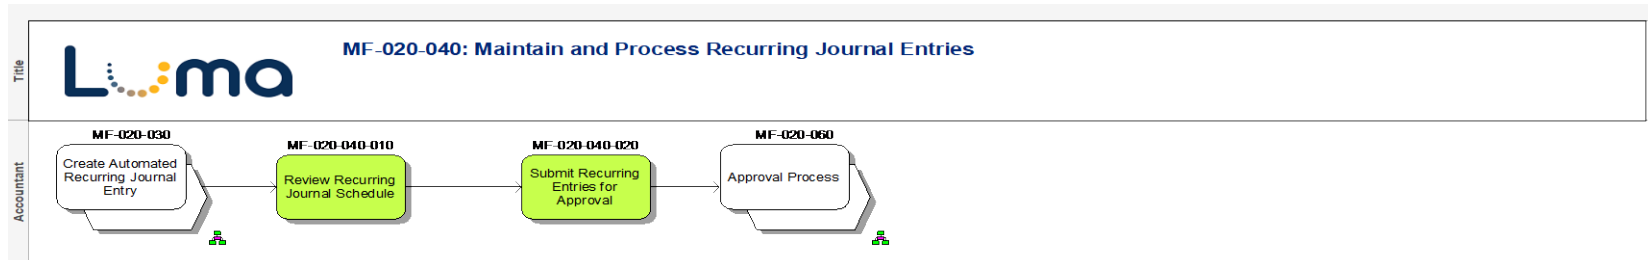 Title
Luma
MF-020-040: Maintain and Process Recurring Journal Entries
Accountant
MF-020-030
Create Automated
Recurring Journal
Entry
MF-020-040-010
Review Recurring
Journal Schedule
MF-020-040-020
Submit Recurring
Entries for
Approval
MF-020-060
Approval Process